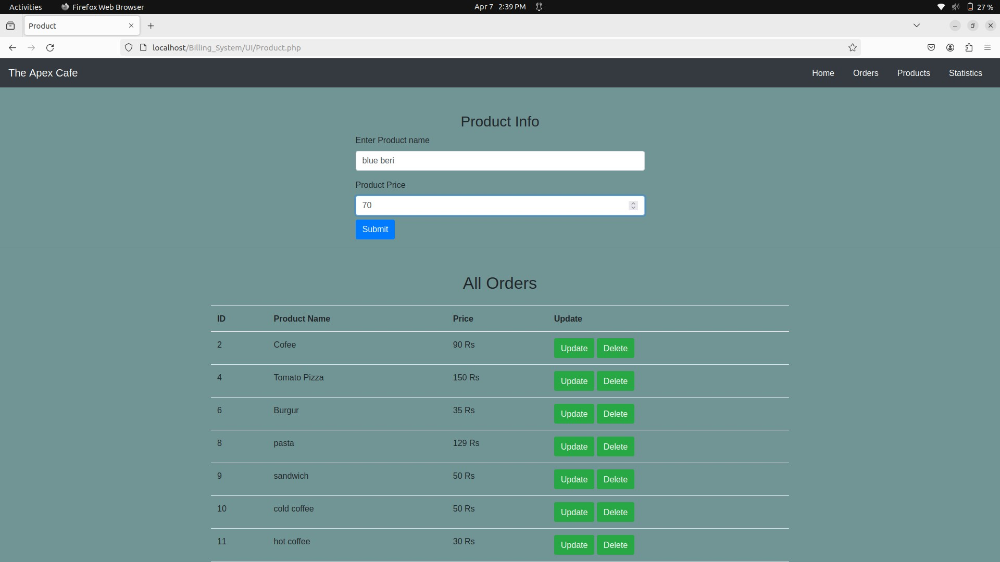 Activities Firefox Web Browser Apr 7 2:39 PM 27 %
Product
localhost/Billing_System/UI/Product.php
The Apex Cafe Home Orders Products Statistics
Product Info
Enter Product name
blue beri
Product Price
70
Submit
All Orders
ID Product Name Price Update
2 Cofee 90 Rs Update Delete
4 Tomato Pizza 150 Rs Update Delete
6 Burgur 35 Rs Update Delete
8 pasta 129 Rs Update Delete
9 sandwich 50 Rs Update Delete
10 cold coffee 50 Rs Update Delete
11 hot coffee 30 Rs Update Delete